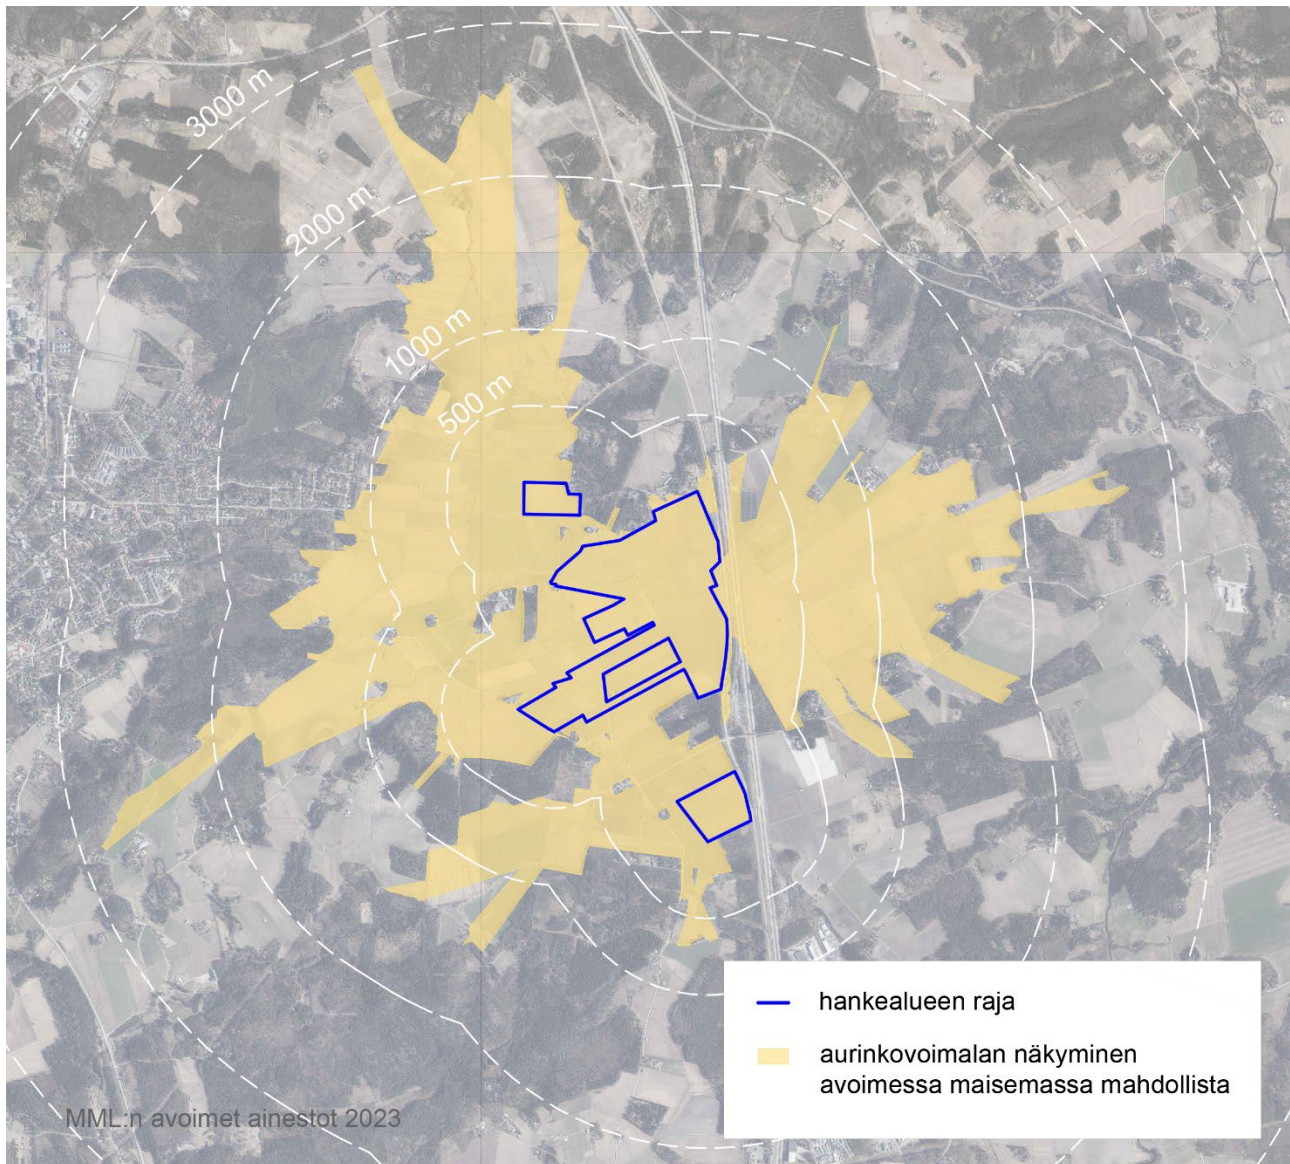 3000 m
2000 m
1000 m
500 m
hankealueen raja
aurinkovoimalan näkyminen
avoimessa maisemassa mahdollista
MML:n avoimet ainestot 2023